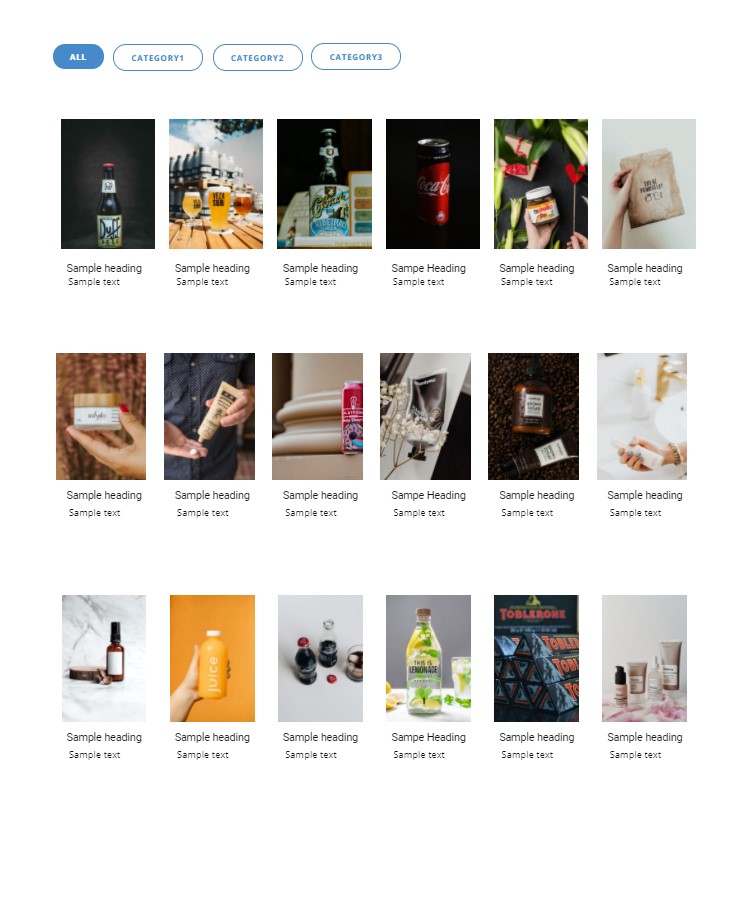 ALL
CATEGORY1
CATEGORY2
CATEGORY3
Duff
BEER
VEZA
SUR
Coca-Cola
nutella
Sample heading
Sample heading
Sample heading
Sampe Heading
Sample heading
Sample heading
Sample text
Sample text
Sample text
Sample text
Sample text
Sample text
Sample heading
Sample heading
Sample heading
Sampe Heading
Sample heading
Sample heading
Sample text
Sample text
Sample text
Sample text
Sample text
Sample text
TOBLERONE
juice
THIS IS
LEMONADE
Sample heading
Sample heading
Sample heading
Sampe Heading
Sample heading
Sample heading
Sample text
Sample text
Sample text
Sample text
Sample text
Sample text